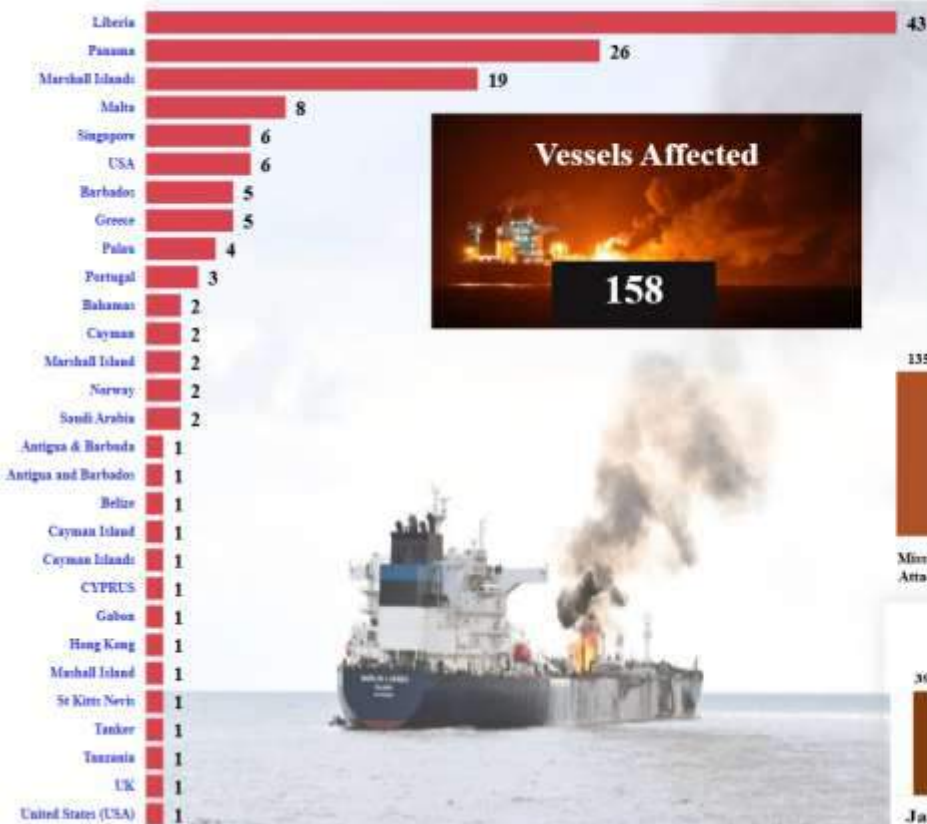 Liberia 43
Panama 26
Marshall Islands 19
Malta 8
Singapore 6
USA 6
Barbados 5
Greece 5
Palau 4
Portugal 3
Bahamas 2
Cayman 2
Marshall Island 2
Norway 2
Saudi Arabia 2
Antigua & Barbuda 1
Antigua and Barbados 1
Belize 1
Cayman Island 1
Cayman Islands 1
CYPRUS 1
Gabon 1
Hong Kong 1
Mashall Island 1
St Kitts Nevis 1
Tanker 1
Tanzania 1
UK 1
United States (USA) 1
Vessels Affected
158
135
Miss
Atta
39
Ja